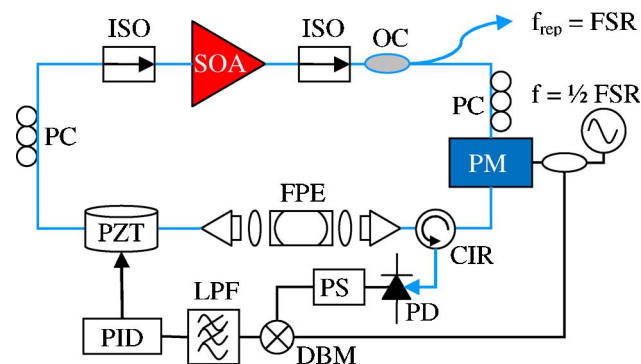 ISO
SOA
ISO
OC
f_rep = FSR
PC
f = ½ FSR
PC
PM
FPE
PZT
CIR
PS
PD
LPF
PID
DBM